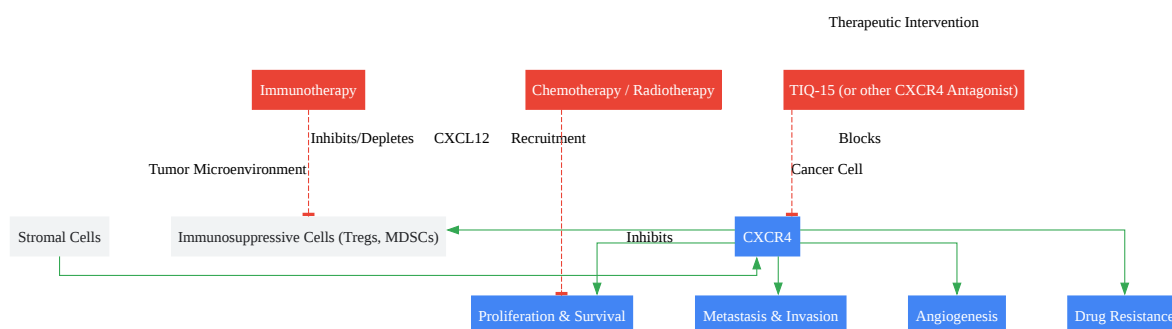 Therapeutic Intervention
Immunotherapy
Chemotherapy / Radiotherapy
TIQ-15 (or other CXCR4 Antagonist)
Inhibits/Depletes
CXCL12
Recruitment
Blocks
Tumor Microenvironment
Cancer Cell
Stromal Cells
Immunosuppressive Cells (Tregs, MDSCs)
Inhibits
CXCR4
Proliferation & Survival
Metastasis & Invasion
Angiogenesis
Drug Resistance